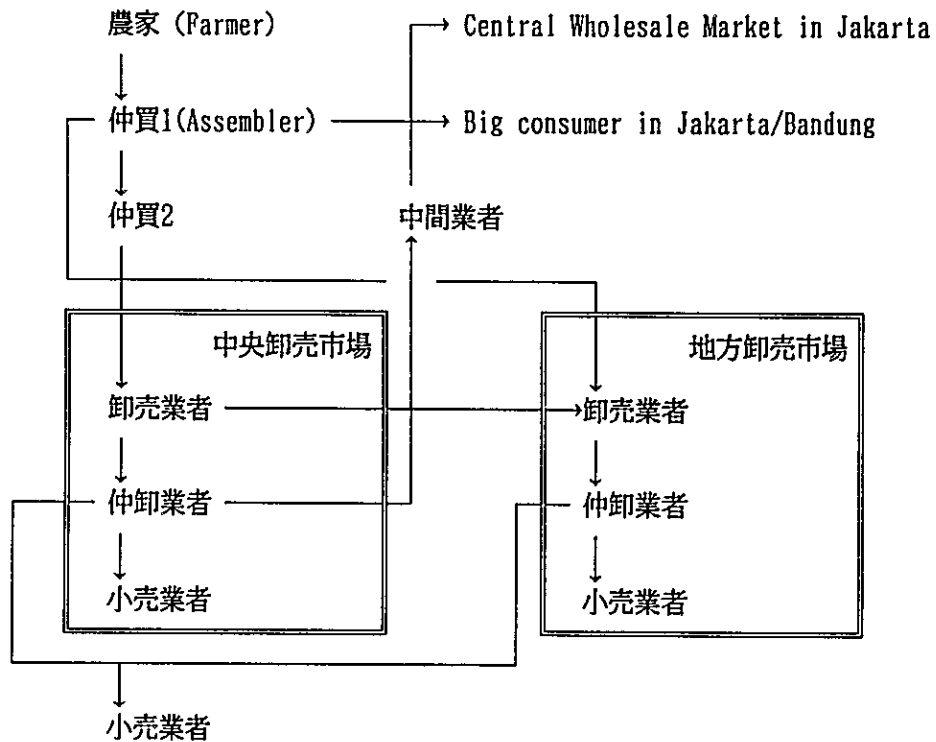 農家 (Farmer)
Central Wholesale Market in Jakarta
仲買1(Assembler)
Big consumer in Jakarta/Bandung
仲買2
中間業者
中央卸売市場
地方卸売市場
卸売業者
卸売業者
仲卸業者
仲卸業者
小売業者
小売業者
小売業者